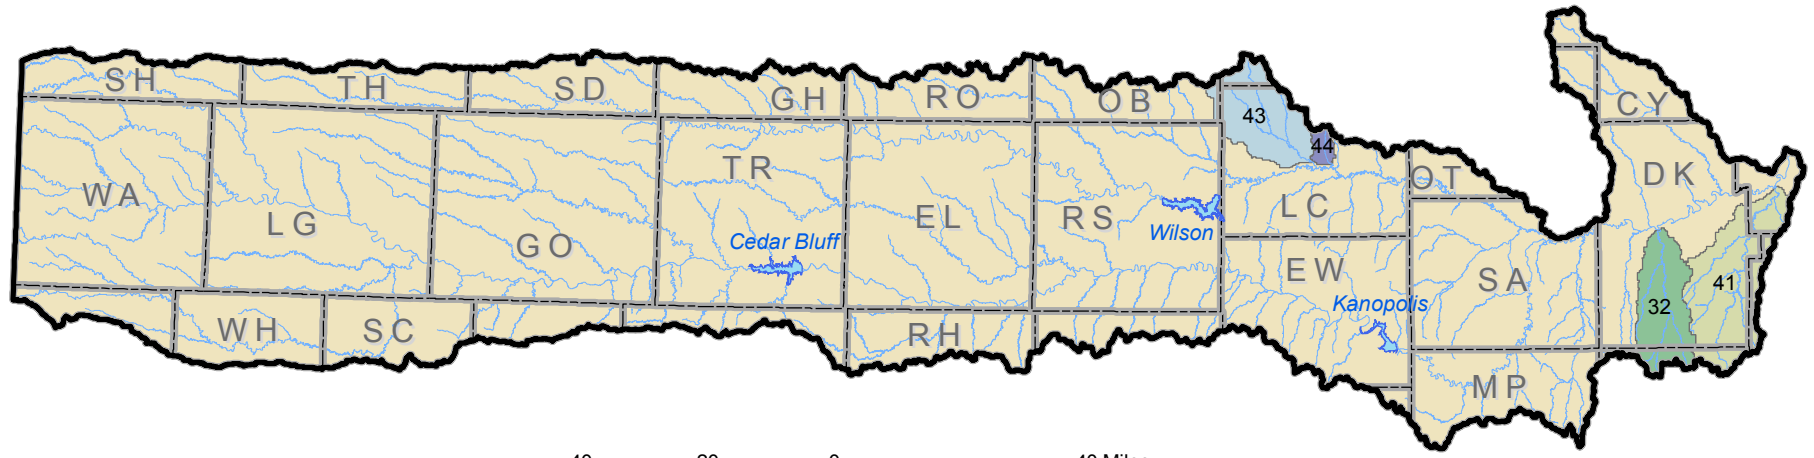 SH
TH
SD
GH
RO
OB
43
44
CY
WA
LG
GO
TR
EL
RS
LC
OT
DK
Cedar Bluff
Wilson
EW
Kanopolis
SA
32
41
WH
SC
RH
MP